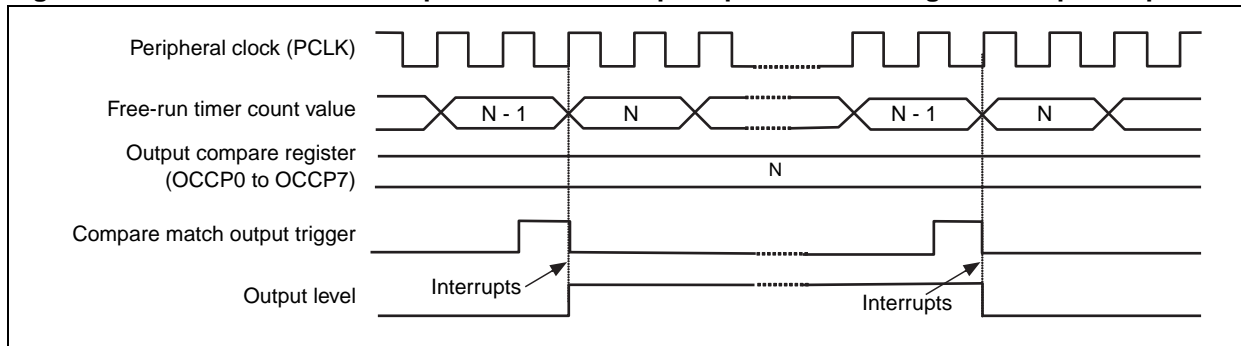 Peripheral clock (PCLK)
Free-run timer count value
N - 1
N
N - 1
N
Output compare register
(OCCP0 to OCCP7)
N
Compare match output trigger
Interrupts
Interrupts
Output level